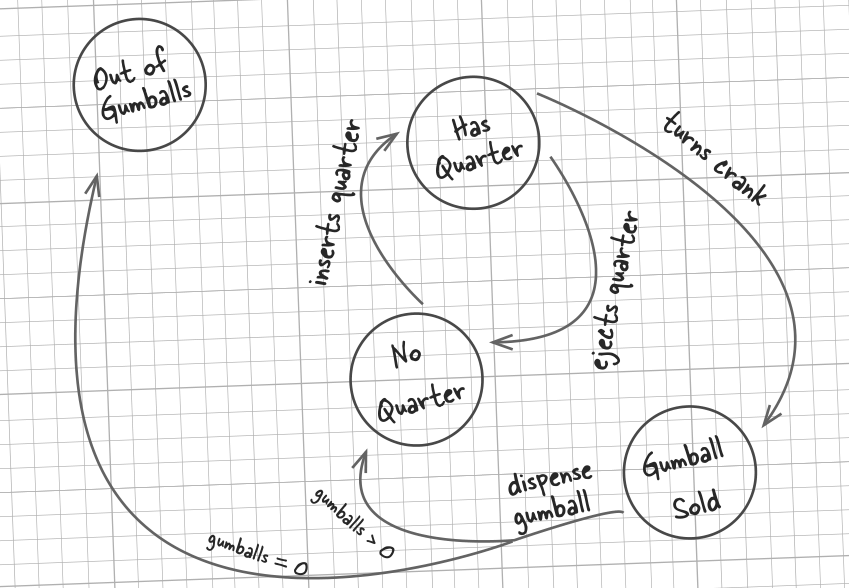 Out of
Gumballs
Has
Quarter
turns crank
inserts quarter
ejects quarter
No
Quarter
Gumball
Sold
dispense
gumball
gumballs > 0
gumballs = 0